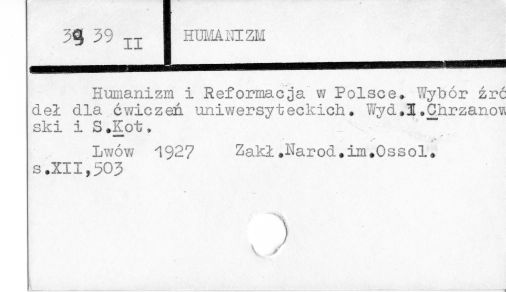 39 39 II HUMANIZM
Humanizm i Reformacja w Polsce. Wybór źró
deł dla ćwiczeń uniwersyteckich. Wyd.I.Chrzanow
ski i S.Kot.
Lwów 1927 Zakł.Narod.im.Ossol.
s.XII,503